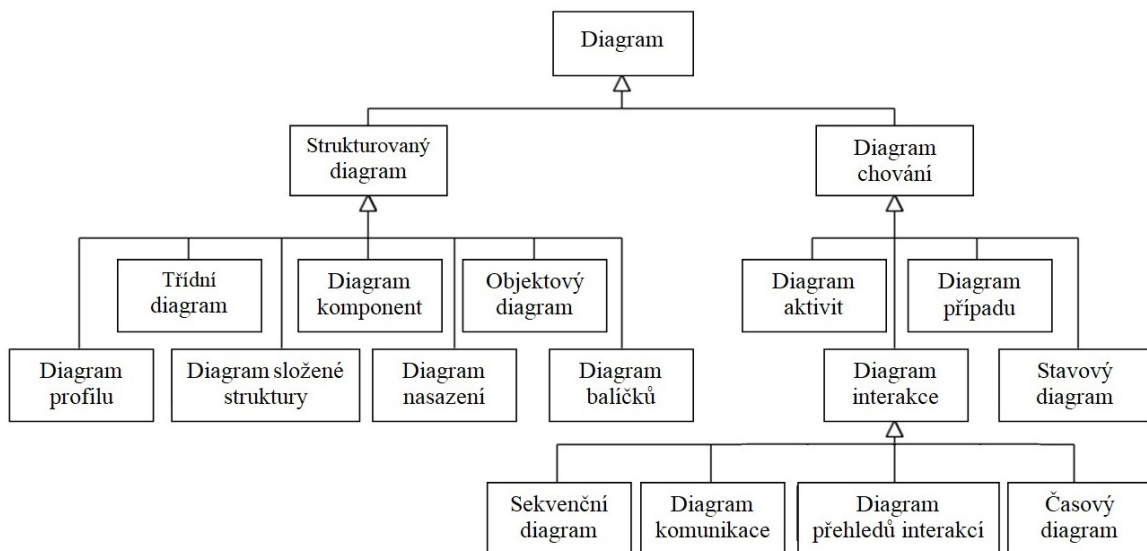 Diagram
Strukturovaný
diagram
Diagram
chování
Třídní
diagram
Diagram
komponent
Objektový
diagram
Diagram
aktivit
Diagram
případu
Diagram
profilu
Diagram složené
struktury
Diagram
nasazení
Diagram
balíčků
Diagram
interakce
Stavový
diagram
Sekvenční
diagram
Diagram
komunikace
Diagram
přehledů interakcí
Časový
diagram